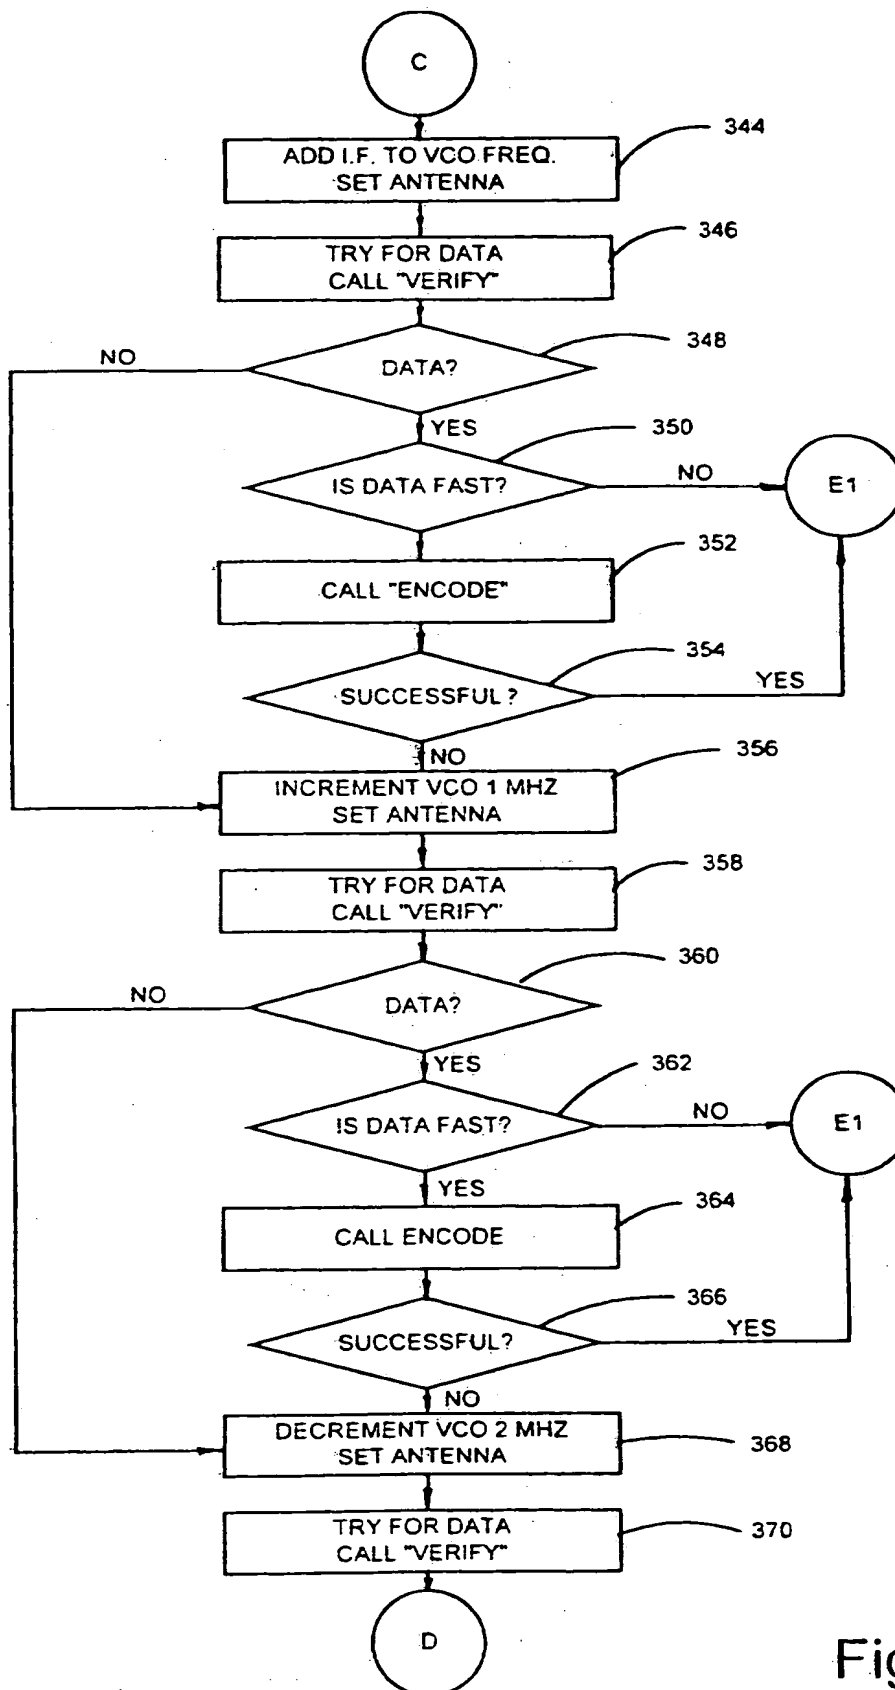 C
344
ADD I.F. TO VCO FREQ.
SET ANTENNA
346
TRY FOR DATA
CALL "VERIFY"
348
NO
DATA?
YES
350
IS DATA FAST?
NO
E1
352
CALL "ENCODE"
354
SUCCESSFUL?
YES
NO
356
INCREMENT VCO 1 MHZ
SET ANTENNA
358
TRY FOR DATA
CALL "VERIFY"
360
NO
DATA?
YES
362
IS DATA FAST?
NO
E1
YES
364
CALL ENCODE
366
SUCCESSFUL?
YES
NO
DECREMENT VCO 2 MHZ
SET ANTENNA
368
TRY FOR DATA
CALL "VERIFY"
370
D
Fig